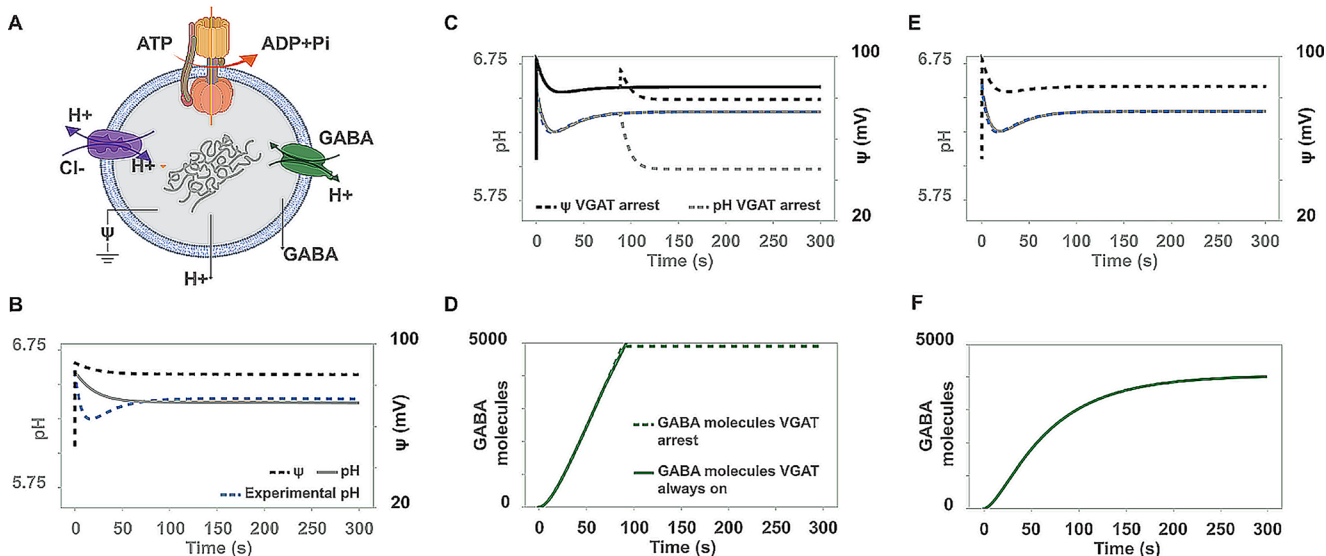 A
ATP
ADP+Pi
H+
GABA
Cl-
H+
H+
Ψ
GABA
H+
B
6.75
100
pH
Ψ (mV)
5.75
20
Ψ
pH
Experimental pH
0 50 100 150 200 250 300
Time (s)
C
6.75
100
pH
Ψ (mV)
5.75
20
Ψ VGAT arrest
pH VGAT arrest
0 50 100 150 200 250 300
Time (s)
D
5000
GABA
molecules
0
GABA molecules VGAT
arrest
GABA molecules VGAT
always on
0 50 100 150 200 250 300
Time (s)
E
6.75
100
pH
Ψ (mV)
5.75
20
0 50 100 150 200 250 300
Time (s)
F
5000
GABA
molecules
0
0 50 100 150 200 250 300
Time (s)